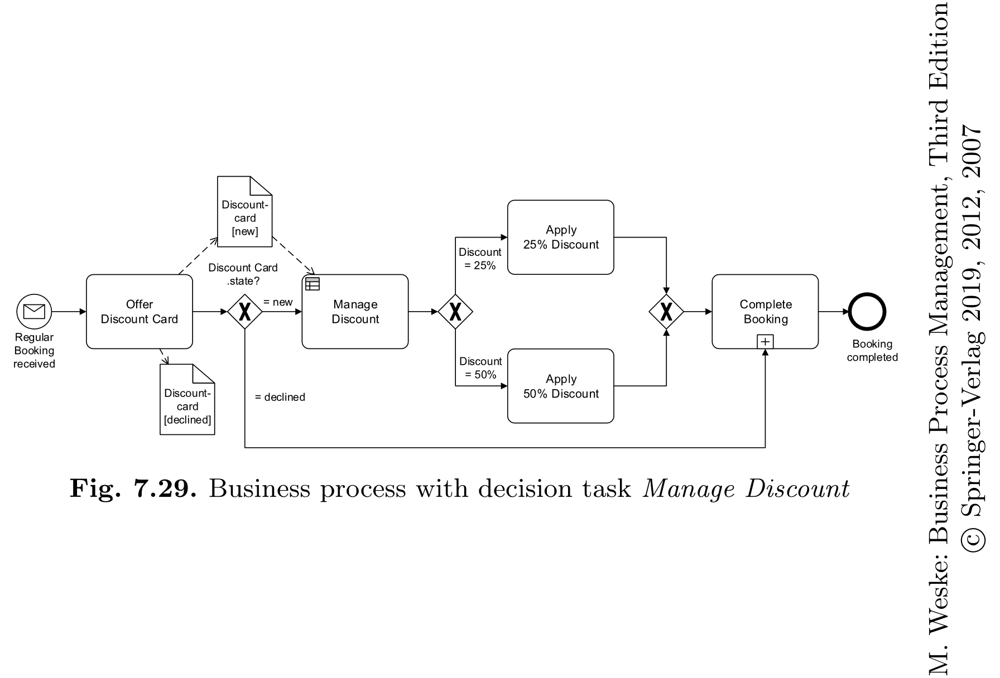 Discount-
card
[new]
Discount Card
.state?
= new
Regular
Booking
received
Offer
Discount Card
Discount-
card
[declined]
= declined
Manage
Discount
Discount
= 25%
Discount
= 50%
Apply
25% Discount
Apply
50% Discount
Complete
Booking
Booking
completed
Fig. 7.29. Business process with decision task Manage Discount
M. Weske: Business Process Management, Third Edition
© Springer-Verlag 2019, 2012, 2007